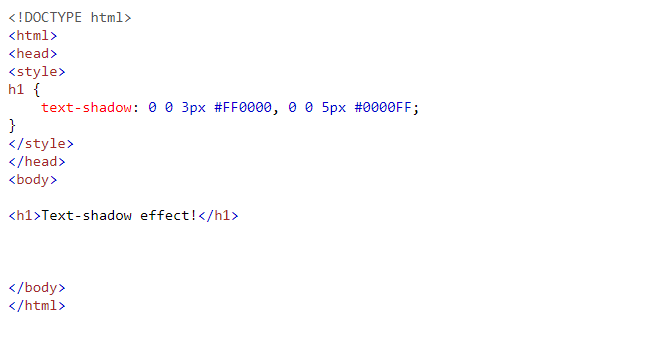 <!DOCTYPE html>
<html>
<head>
<style>
h1 {
    text-shadow: 0 0 3px #FF0000, 0 0 5px #0000FF;
}
</style>
</head>
<body>

<h1>Text-shadow effect!</h1>



</body>
</html>